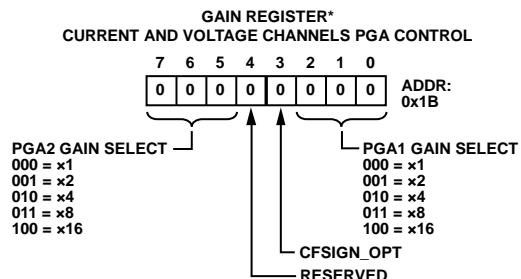 GAIN REGISTER*
CURRENT AND VOLTAGE CHANNELS PGA CONTROL
7 6 5 4 3 2 1 0
0 0 0 0 0 0 0 0
ADDR:
0x1B
PGA2 GAIN SELECT
000 = ×1
001 = ×2
010 = ×4
011 = ×8
100 = ×16
PGA1 GAIN SELECT
000 = ×1
001 = ×2
010 = ×4
011 = ×8
100 = ×16
CFSIGN_OPT
RESERVED